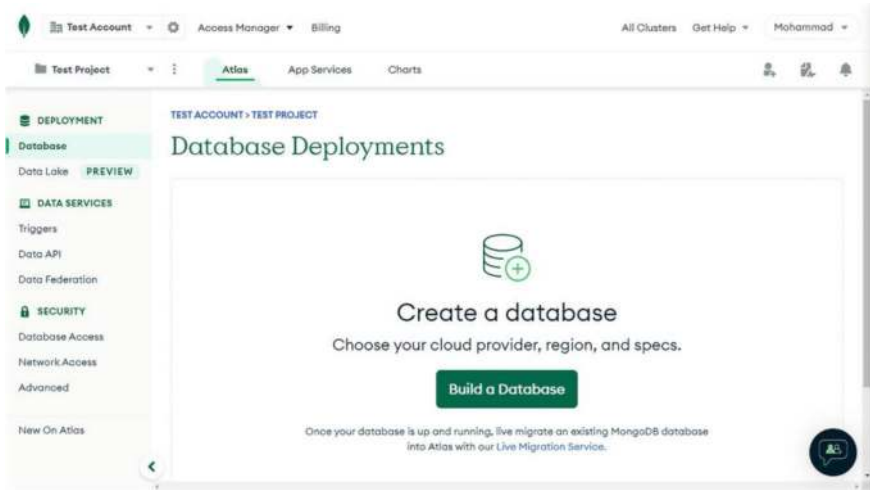 Test Account
Access Manager
Billing
All Clusters
Get Help
Mohammad
Test Project
Atlas
App Services
Charts
DEPLOYMENT
Database
Data Lake PREVIEW
DATA SERVICES
Triggers
Data API
Data Federation
SECURITY
Database Access
Network Access
Advanced
New On Atlas
TEST ACCOUNT > TEST PROJECT
Database Deployments
Create a database
Choose your cloud provider, region, and specs.
Build a Database
Once your database is up and running, live migrate an existing MongoDB database
into Atlas with our Live Migration Service.